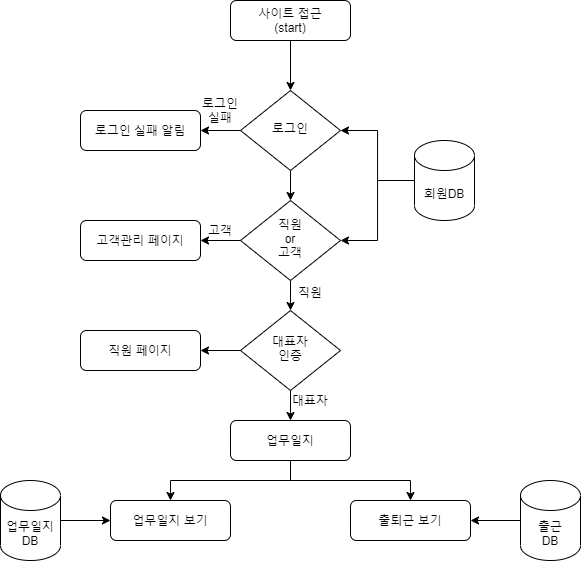 사이트 접근
(start)
로그인
실패
로그인 실패 알림
로그인
회원DB
고객관리 페이지
고객
직원
or
고객
직원
직원 페이지
대표자
인증
대표자
업무일지
업무일지
DB
업무일지 보기
출퇴근 보기
출근
DB